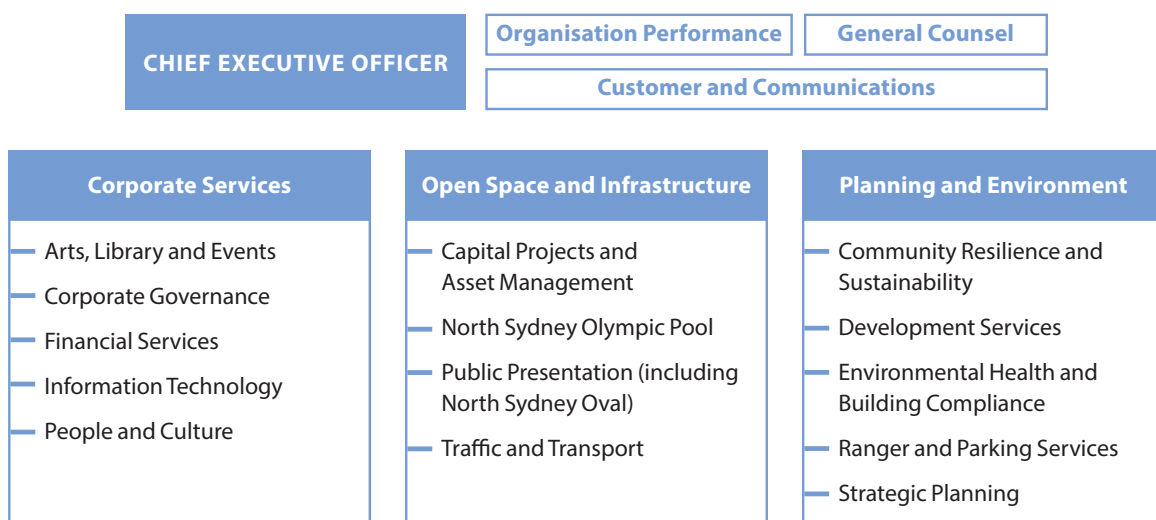 CHIEF EXECUTIVE OFFICER
Organisation Performance
General Counsel
Customer and Communications
Corporate Services
Arts, Library and Events
Corporate Governance
Financial Services
Information Technology
People and Culture
Open Space and Infrastructure
Capital Projects and
Asset Management
North Sydney Olympic Pool
Public Presentation (including
North Sydney Oval)
Traffic and Transport
Planning and Environment
Community Resilience and
Sustainability
Development Services
Environmental Health and
Building Compliance
Ranger and Parking Services
Strategic Planning